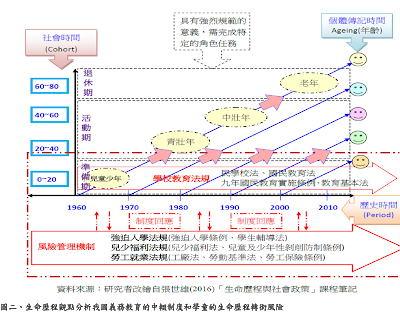 社會時間
(Cohort)
具有強烈規範的
意義，需完成特
定的角色任務
個體傳記時間
Ageing(年齡)
退休期
60~80
老年
40~60
活動期
中壯年
20~40
青壯年
準備期
0~20
兒童少年
學校教育法規
民學校法、國民教育法
九年國民教育實施條例、教育基本法
1960 1970 1980 1990 2000 2010
歷史時間
(Period)
制度回應
制度回應
風險管理機制
強迫入學法規(強迫入學條例、學生輔導法)
兒少福利法規(兒少福利法、兒童及少年性剝削防制條例)
勞工就業法規(工廠法、勞動基準法、勞工保險條例)
資料來源：研究者改繪自張世雄(2016)「生命歷程與社會政策」課程筆記
圖二、生命歷程觀點分析我國義務教育的中輟制度和學童的生命歷程轉銜風險